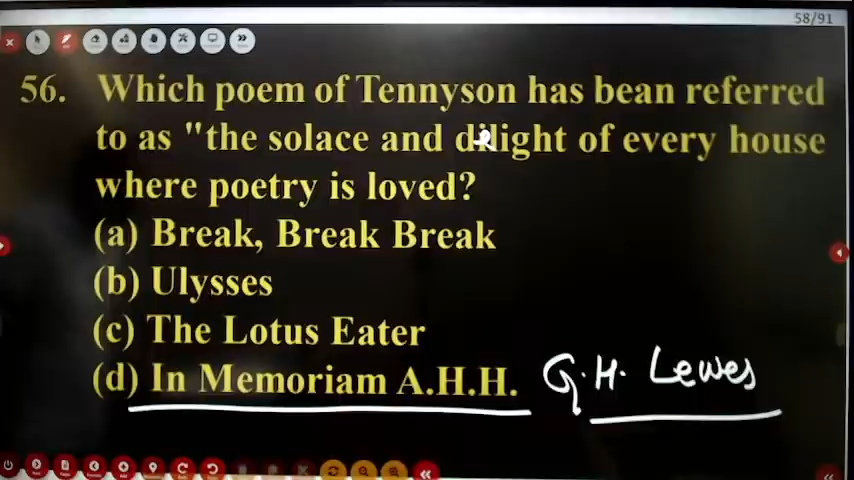 58/91
56. Which poem of Tennyson has bean referred
to as "the solace and delight of every house
where poetry is loved?
(a) Break, Break Break
(b) Ulysses
(c) The Lotus Eater
(d) In Memoriam A.H.H. G.H. Lewes